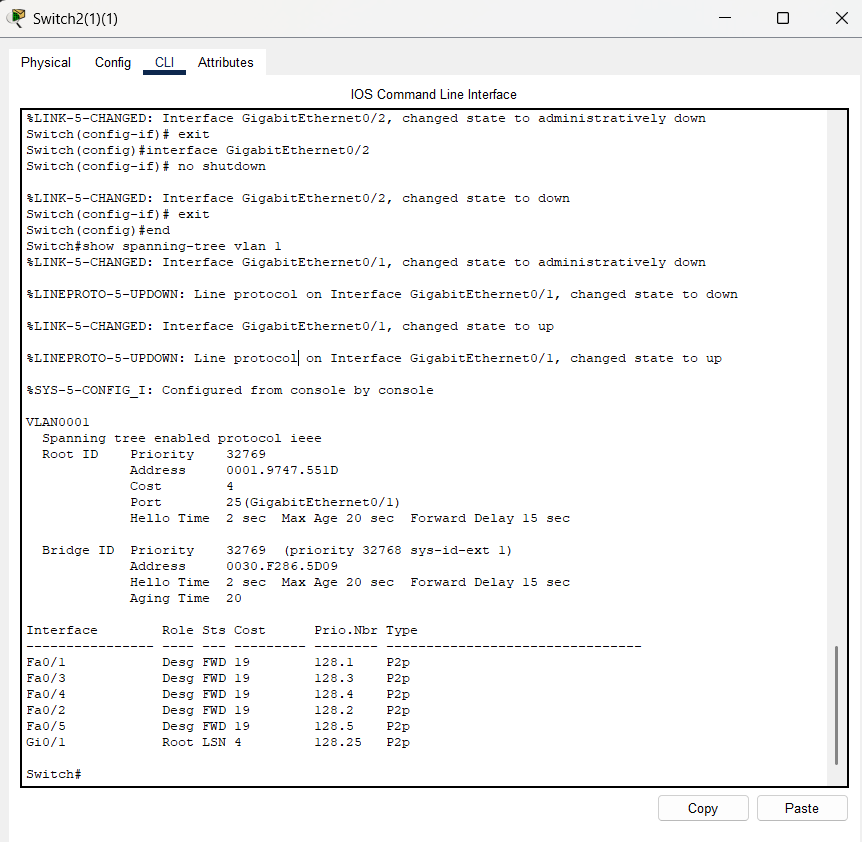 Switch2(1)(1)
Physical Config CLI Attributes
IOS Command Line Interface
%LINK-5-CHANGED: Interface GigabitEthernet0/2, changed state to administratively down
Switch(config-if)# exit
Switch(config)#interface GigabitEthernet0/2
Switch(config-if)# no shutdown
%LINK-5-CHANGED: Interface GigabitEthernet0/2, changed state to down
Switch(config-if)# exit
Switch(config)#end
Switch#show spanning-tree vlan 1
%LINK-5-CHANGED: Interface GigabitEthernet0/1, changed state to administratively down
%LINEPROTO-5-UPDOWN: Line protocol on Interface GigabitEthernet0/1, changed state to down
%LINK-5-CHANGED: Interface GigabitEthernet0/1, changed state to up
%LINEPROTO-5-UPDOWN: Line protocol on Interface GigabitEthernet0/1, changed state to up
%SYS-5-CONFIG_I: Configured from console by console
VLAN0001
  Spanning tree enabled protocol ieee
  Root ID    Priority    32769
             Address     0001.9747.551D
             Cost        4
             Port        25(GigabitEthernet0/1)
             Hello Time  2 sec  Max Age 20 sec  Forward Delay 15 sec
  Bridge ID  Priority    32769  (priority 32768 sys-id-ext 1)
             Address     0030.F286.5D09
             Hello Time  2 sec  Max Age 20 sec  Forward Delay 15 sec
             Aging Time  20
Interface        Role Sts Cost      Prio.Nbr Type
---------------- ---- --- --------- -------- --------------------------------
Fa0/1            Desg FWD 19        128.1    P2p
Fa0/3            Desg FWD 19        128.3    P2p
Fa0/4            Desg FWD 19        128.4    P2p
Fa0/2            Desg FWD 19        128.2    P2p
Fa0/5            Desg FWD 19        128.5    P2p
Gi0/1            Root LSN 4         128.25   P2p
Switch#
Copy Paste